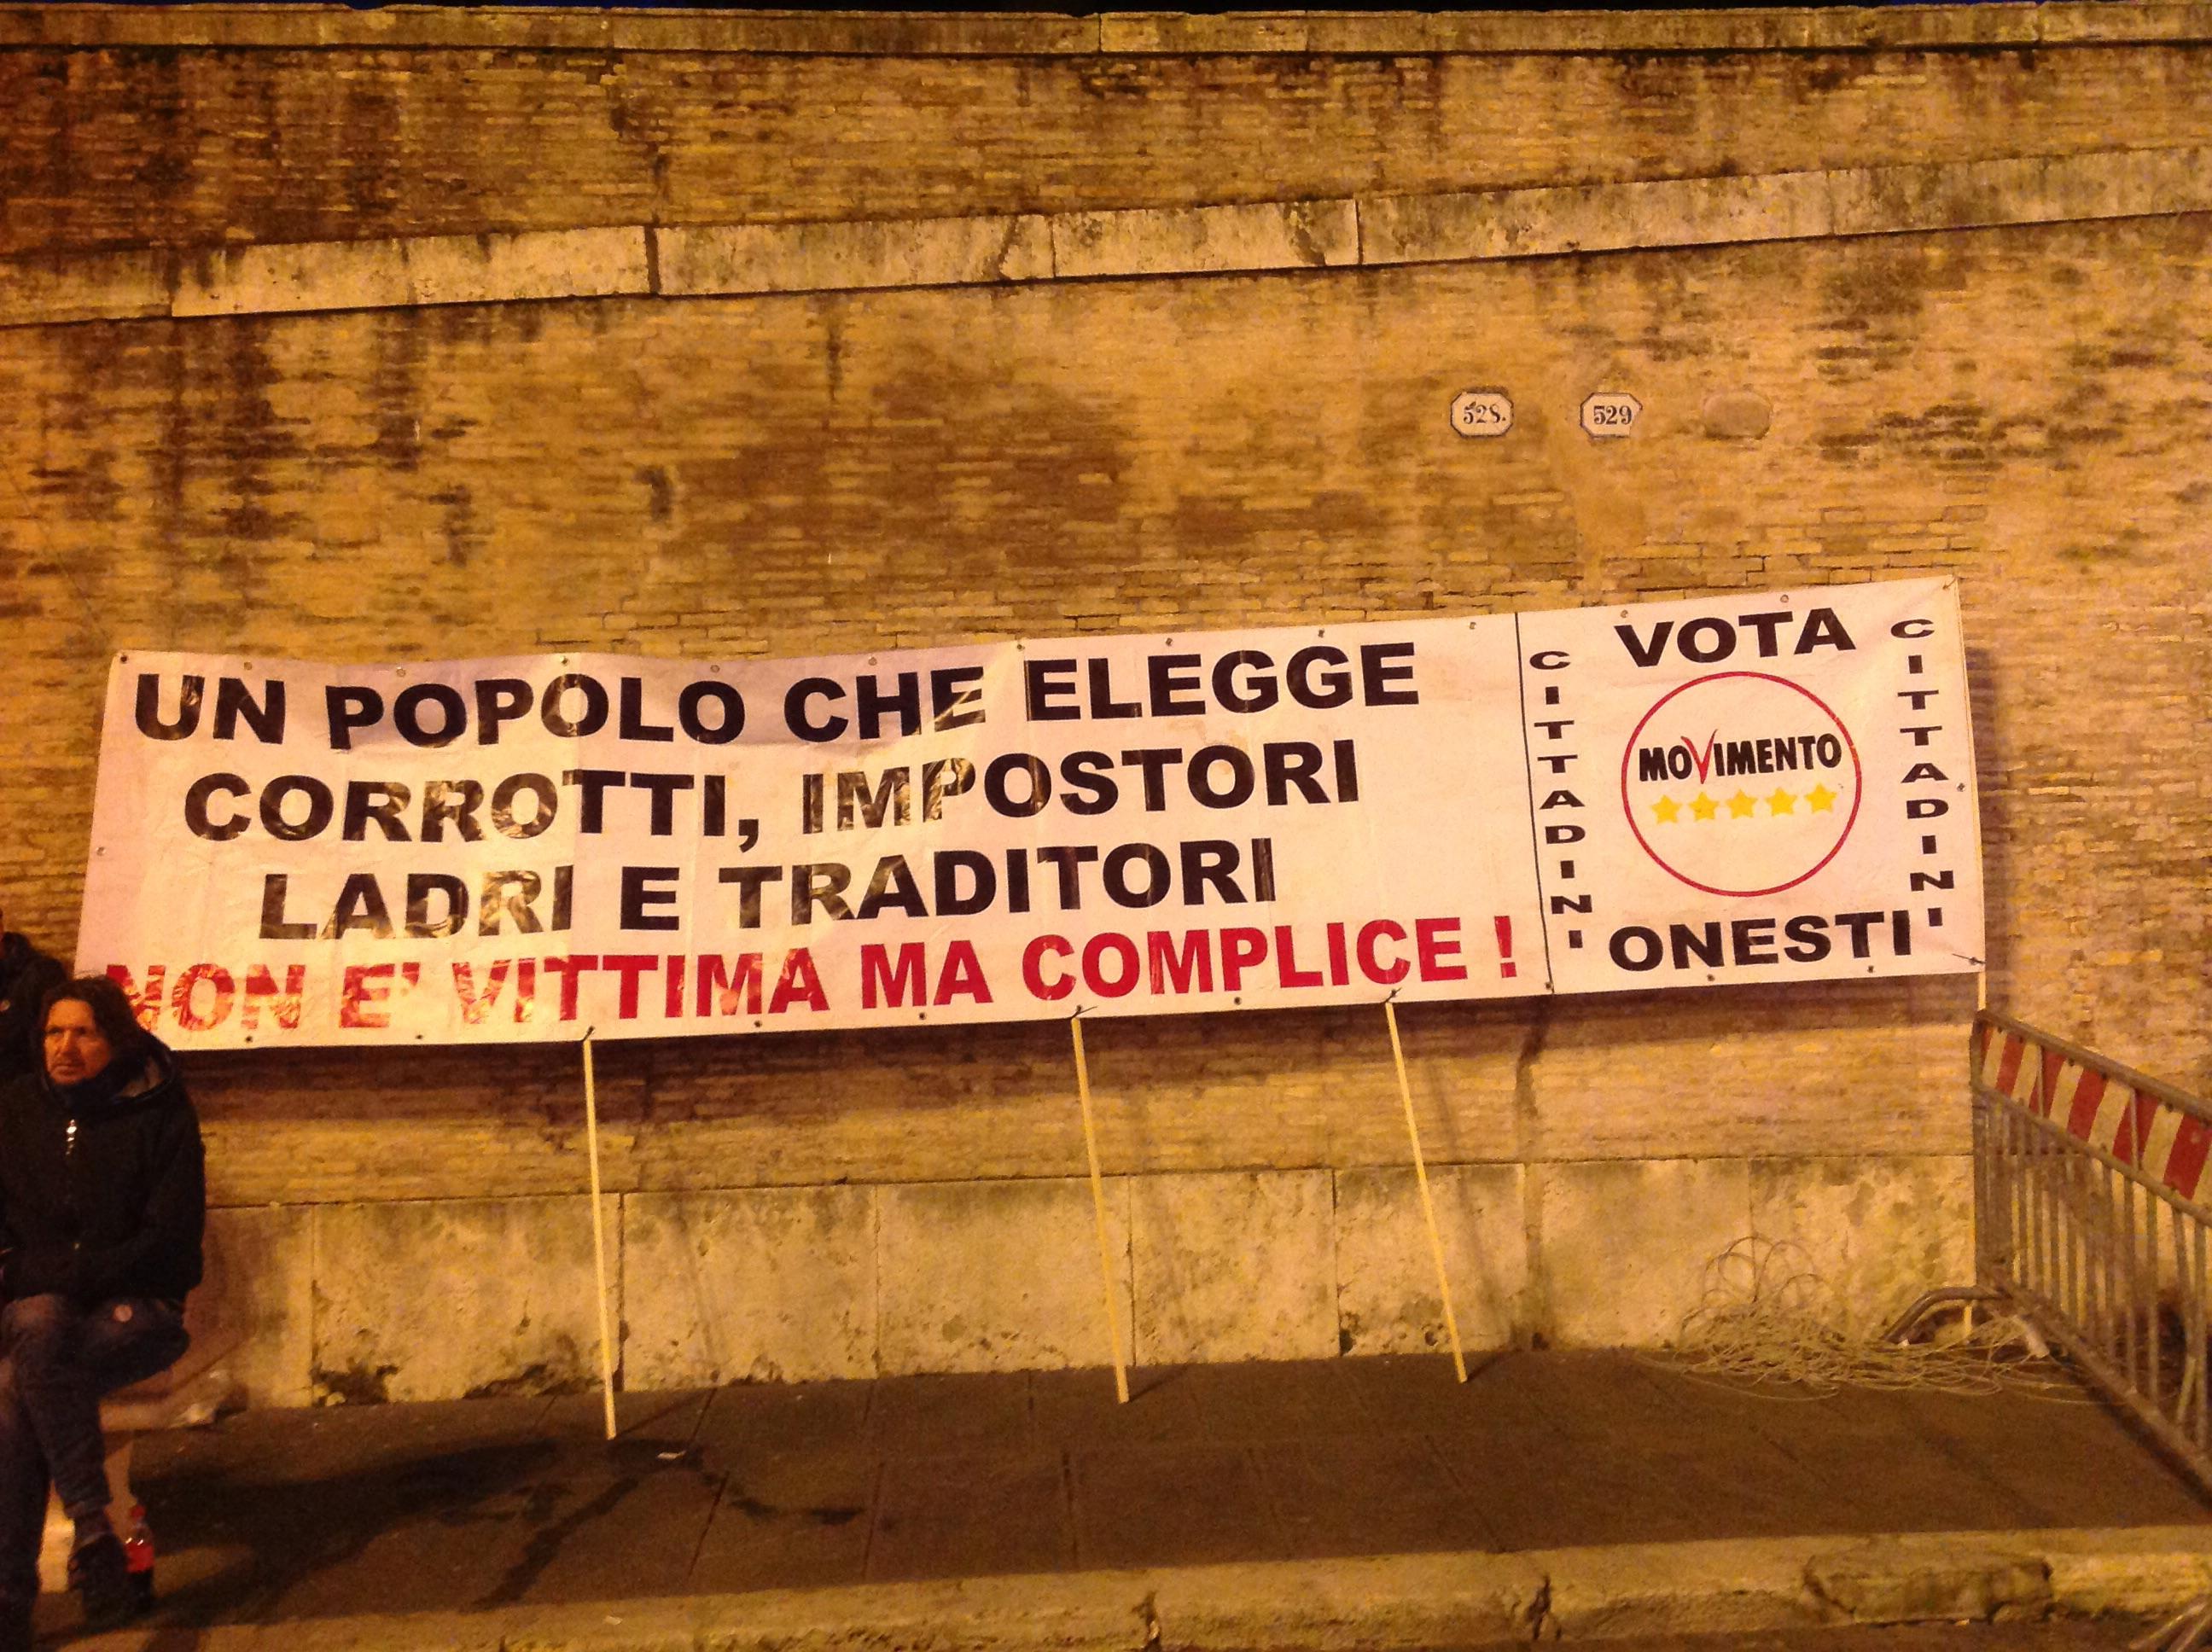 528.
529
UN POPOLO CHE ELEGGE
CORROTTI, IMPOSTORI
LADRI E TRADITORI
NON E' VITTIMA MA COMPLICE !
CITTADINI
VOTA
MOVIMENTO
ONESTI
CITTADINI